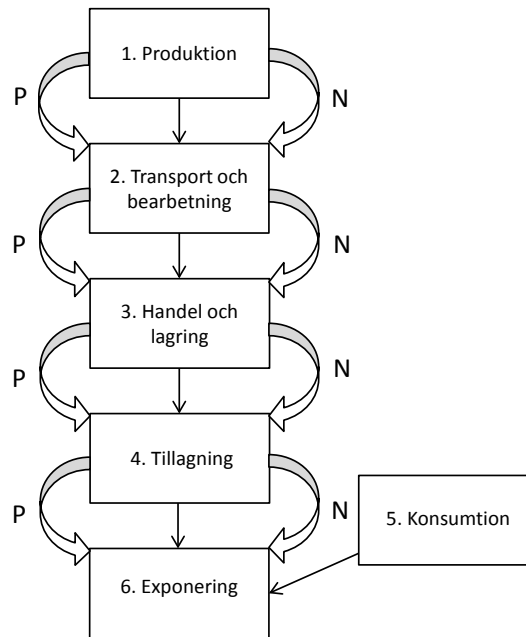 1. Produktion
P
N
2. Transport och
bearbetning
P
N
3. Handel och
lagring
P
N
4. Tillagning
P
N
5. Konsumtion
6. Exponering